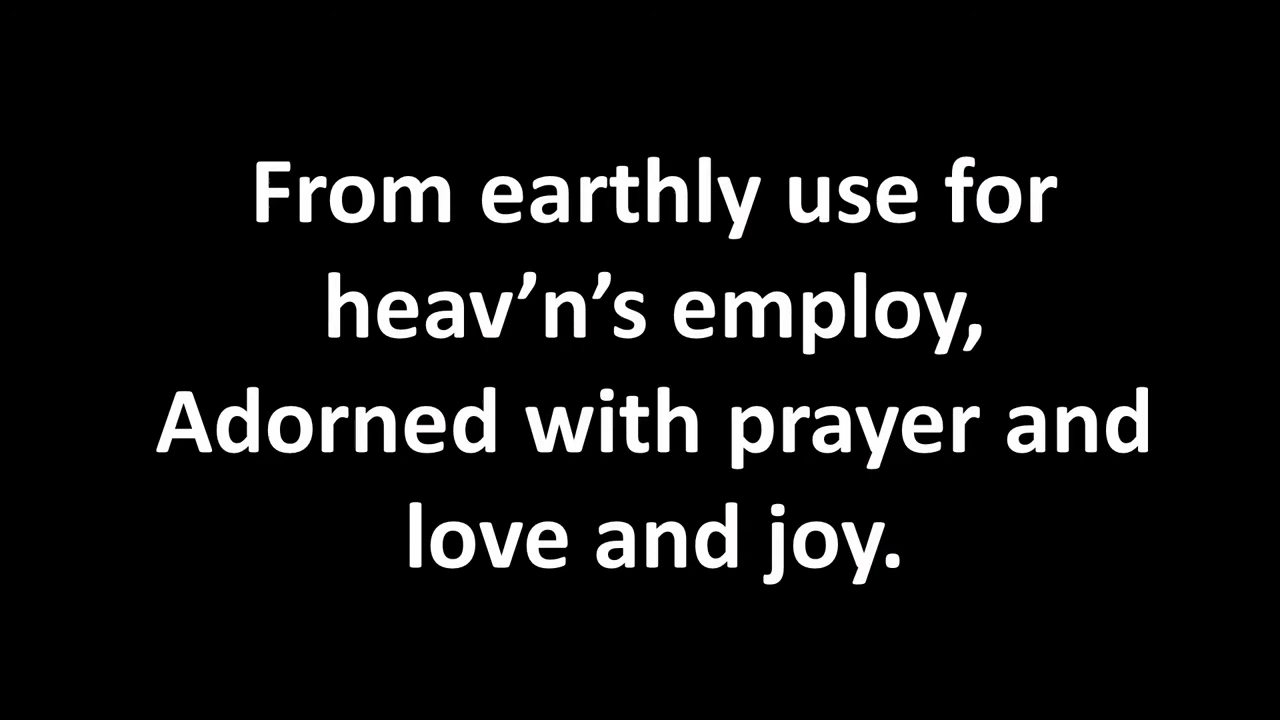 From earthly use for
heav’n’s employ,
Adorned with prayer and
love and joy.